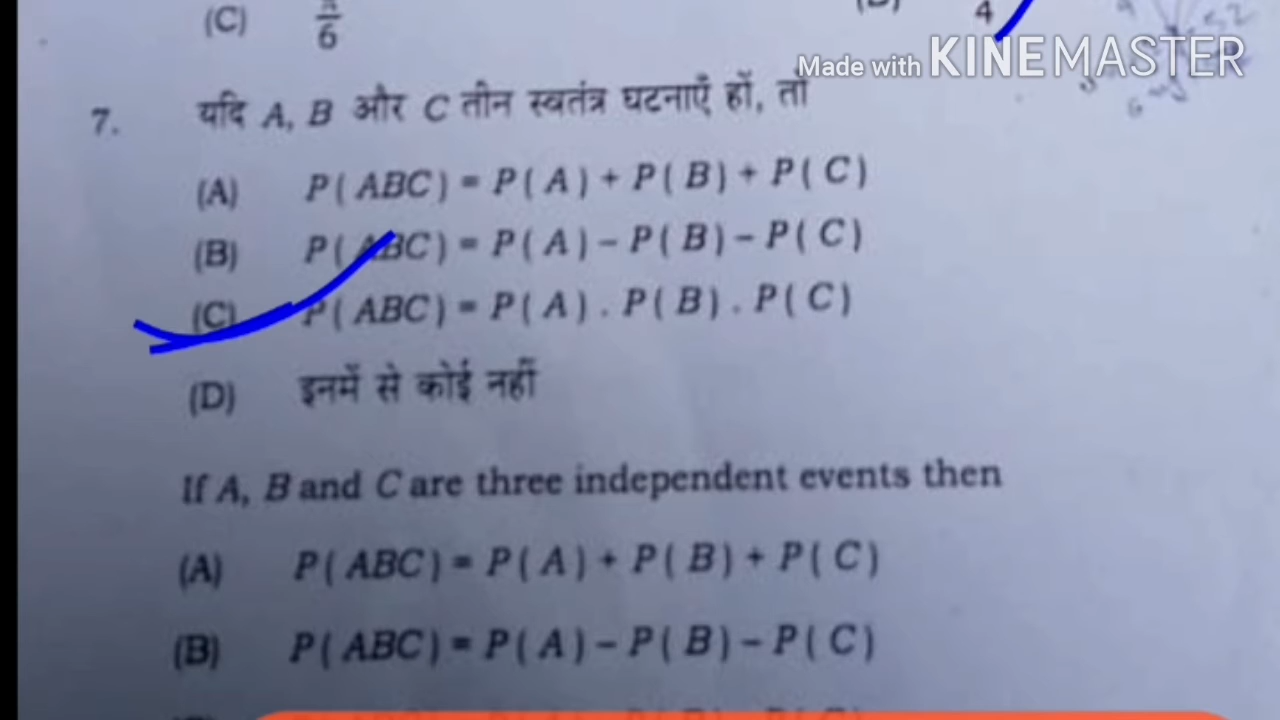 (C) π/6
4
Made with KINEMASTER
7. यदि A, B और C तीन स्वतंत्र घटनाएँ हों, तो
(A) P( ABC) = P( A) + P( B) + P( C)
(B) P( ABC) = P( A) – P( B) – P( C)
(C) P( ABC) = P( A) . P( B) . P( C)
(D) इनमें से कोई नहीं
If A, B and C are three independent events then
(A) P( ABC) = P( A) + P( B) + P( C)
(B) P( ABC) = P( A) – P( B) – P( C)